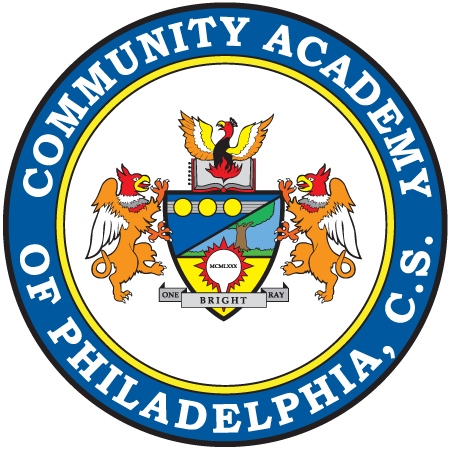 COMMUNITY ACADEMY
OF PHILADELPHIA, C.S.
MCMLXXX
ONE BRIGHT RAY